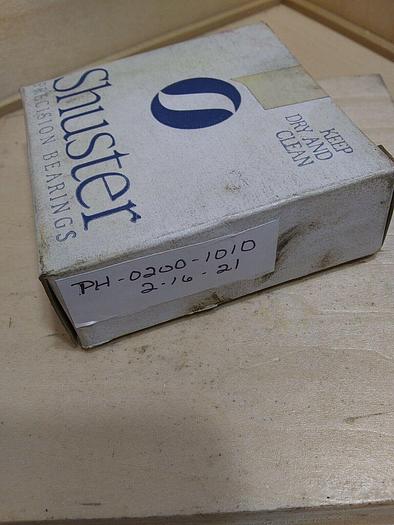 Shuster
PRECISION BEARINGS
KEEP
DRY AND
CLEAN
PH-0200-1010
2-16-21